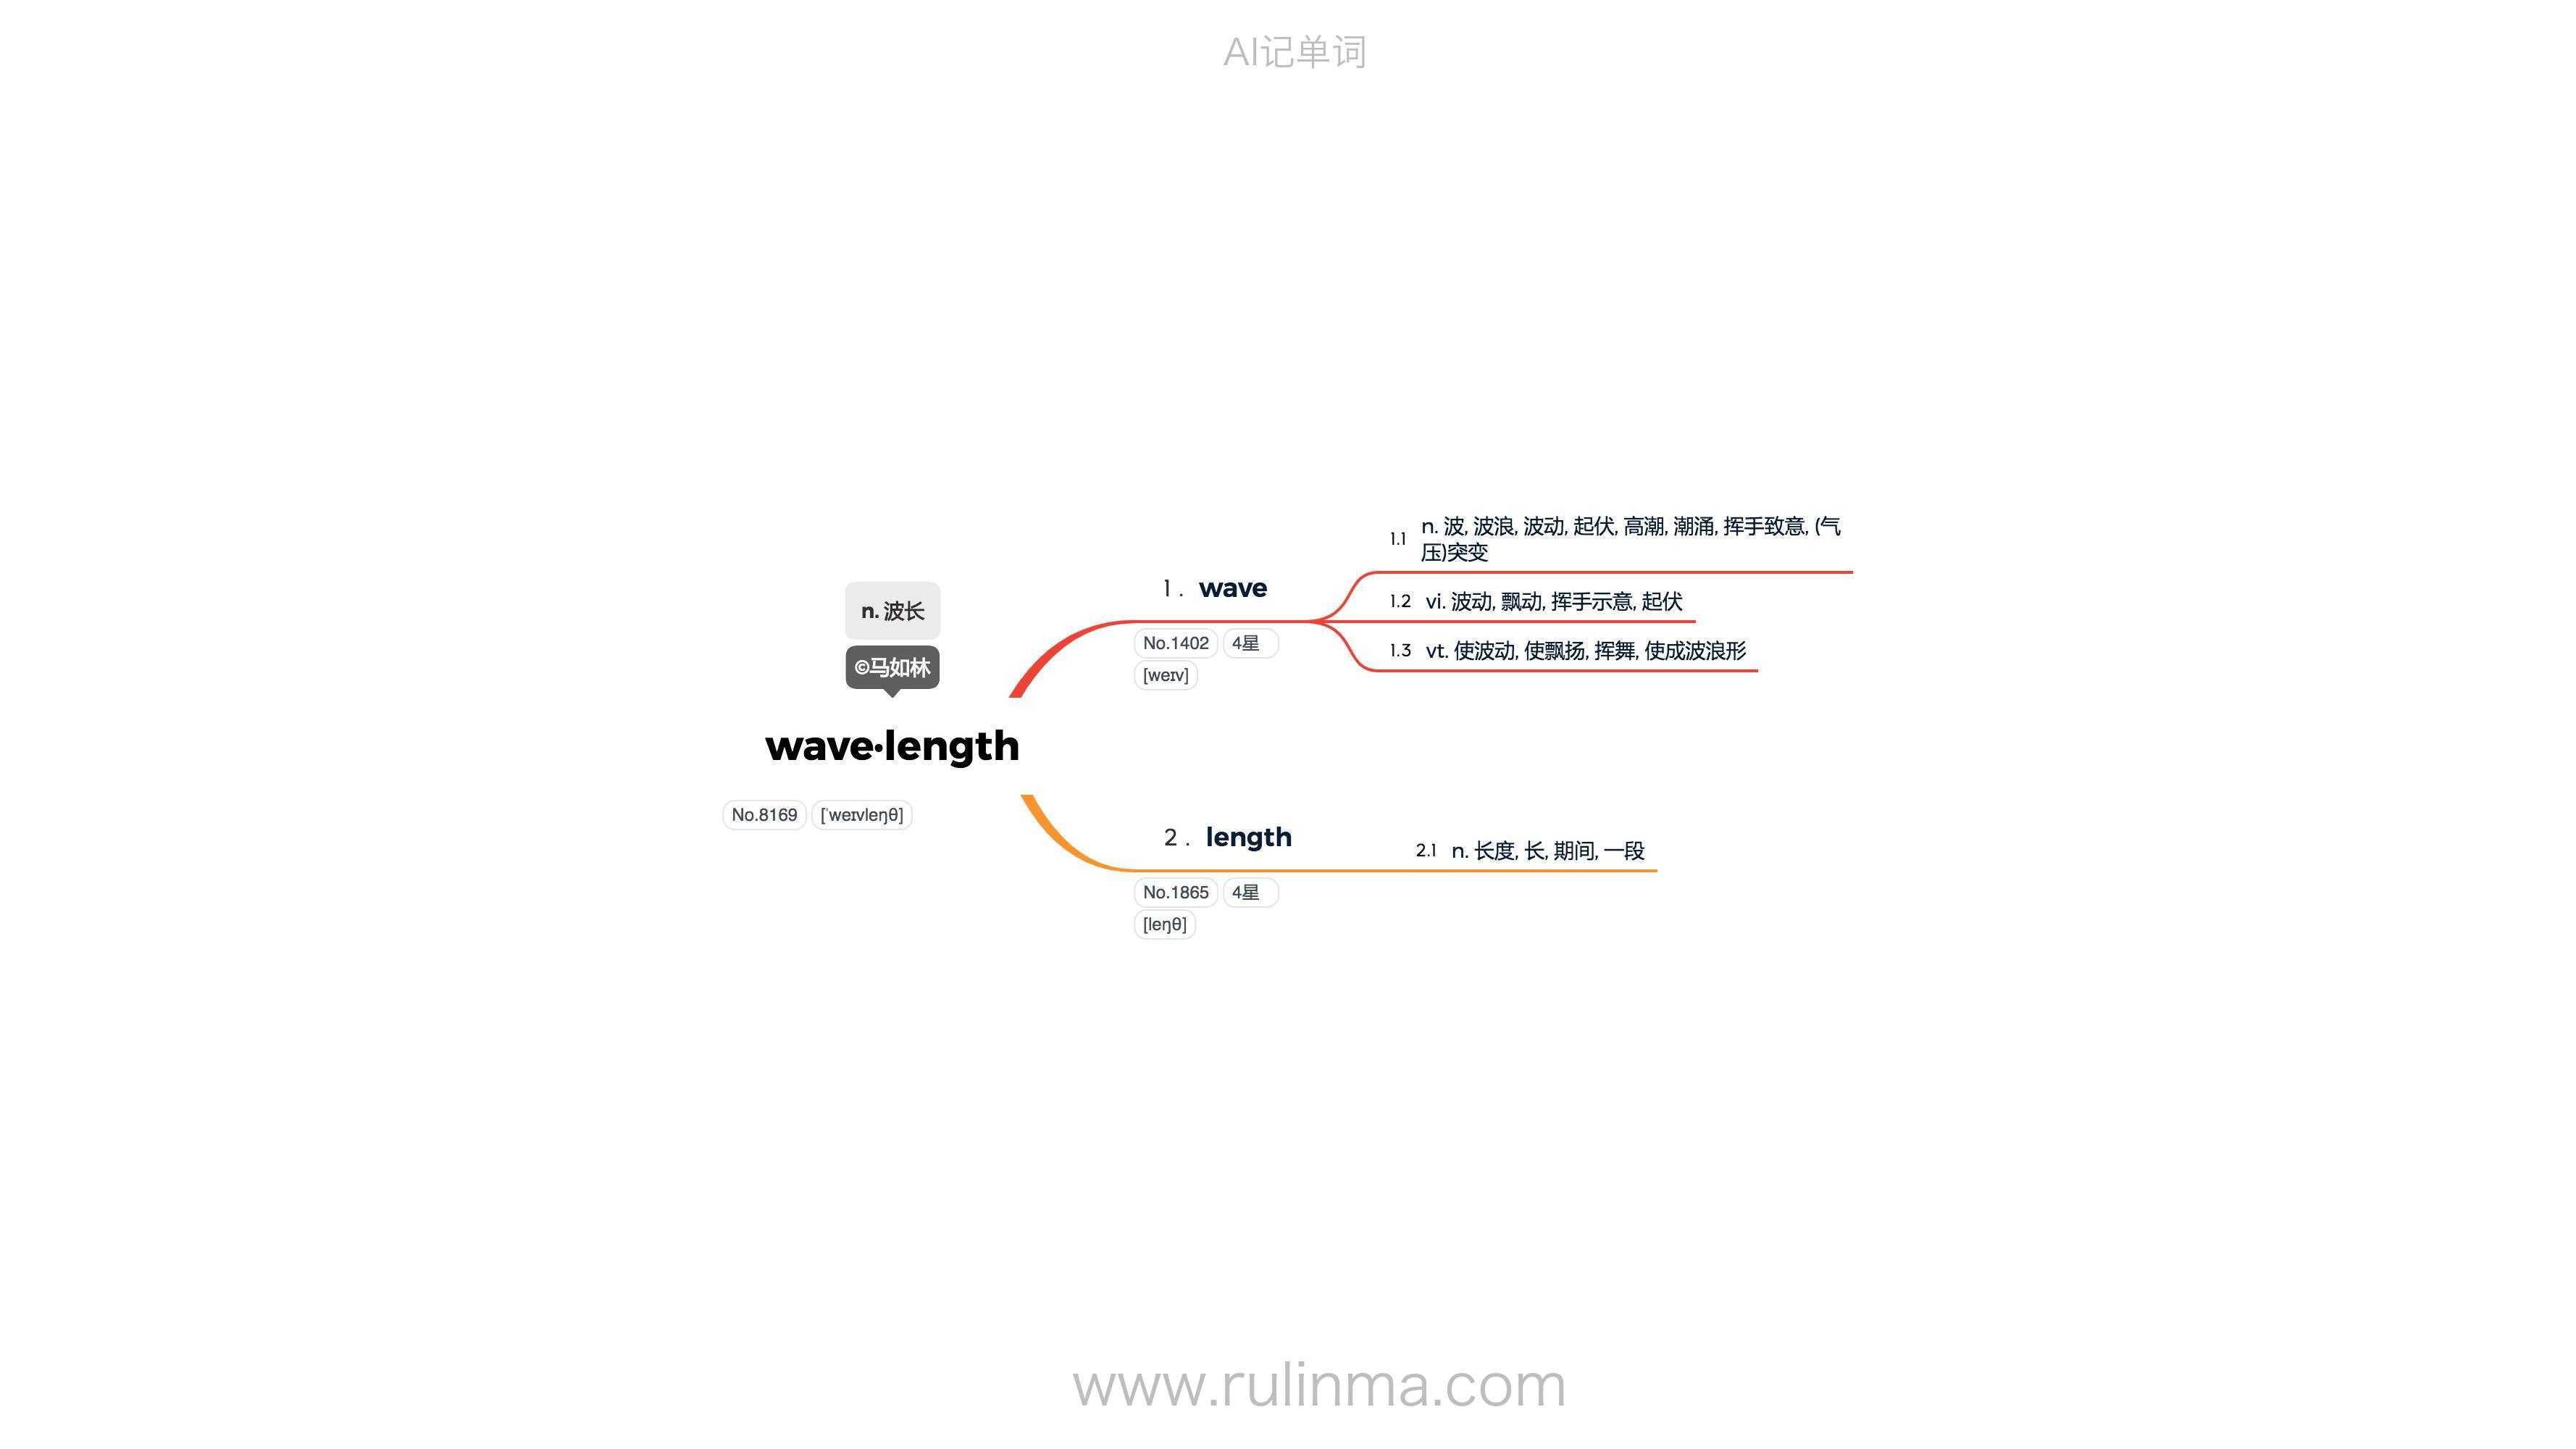 AI记单词
n. 波长
©马如林
wave·length
No.8169 [ˈweɪvleŋθ]
1. wave
No.1402 4星
[weɪv]
1.1 n. 波, 波浪, 波动, 起伏, 高潮, 潮涌, 挥手致意, (气
压)突变
1.2 vi. 波动, 飘动, 挥手示意, 起伏
1.3 vt. 使波动, 使飘扬, 挥舞, 使成波浪形
2. length
No.1865 4星
[leŋθ]
2.1 n. 长度, 长, 期间, 一段
www.rulinma.com